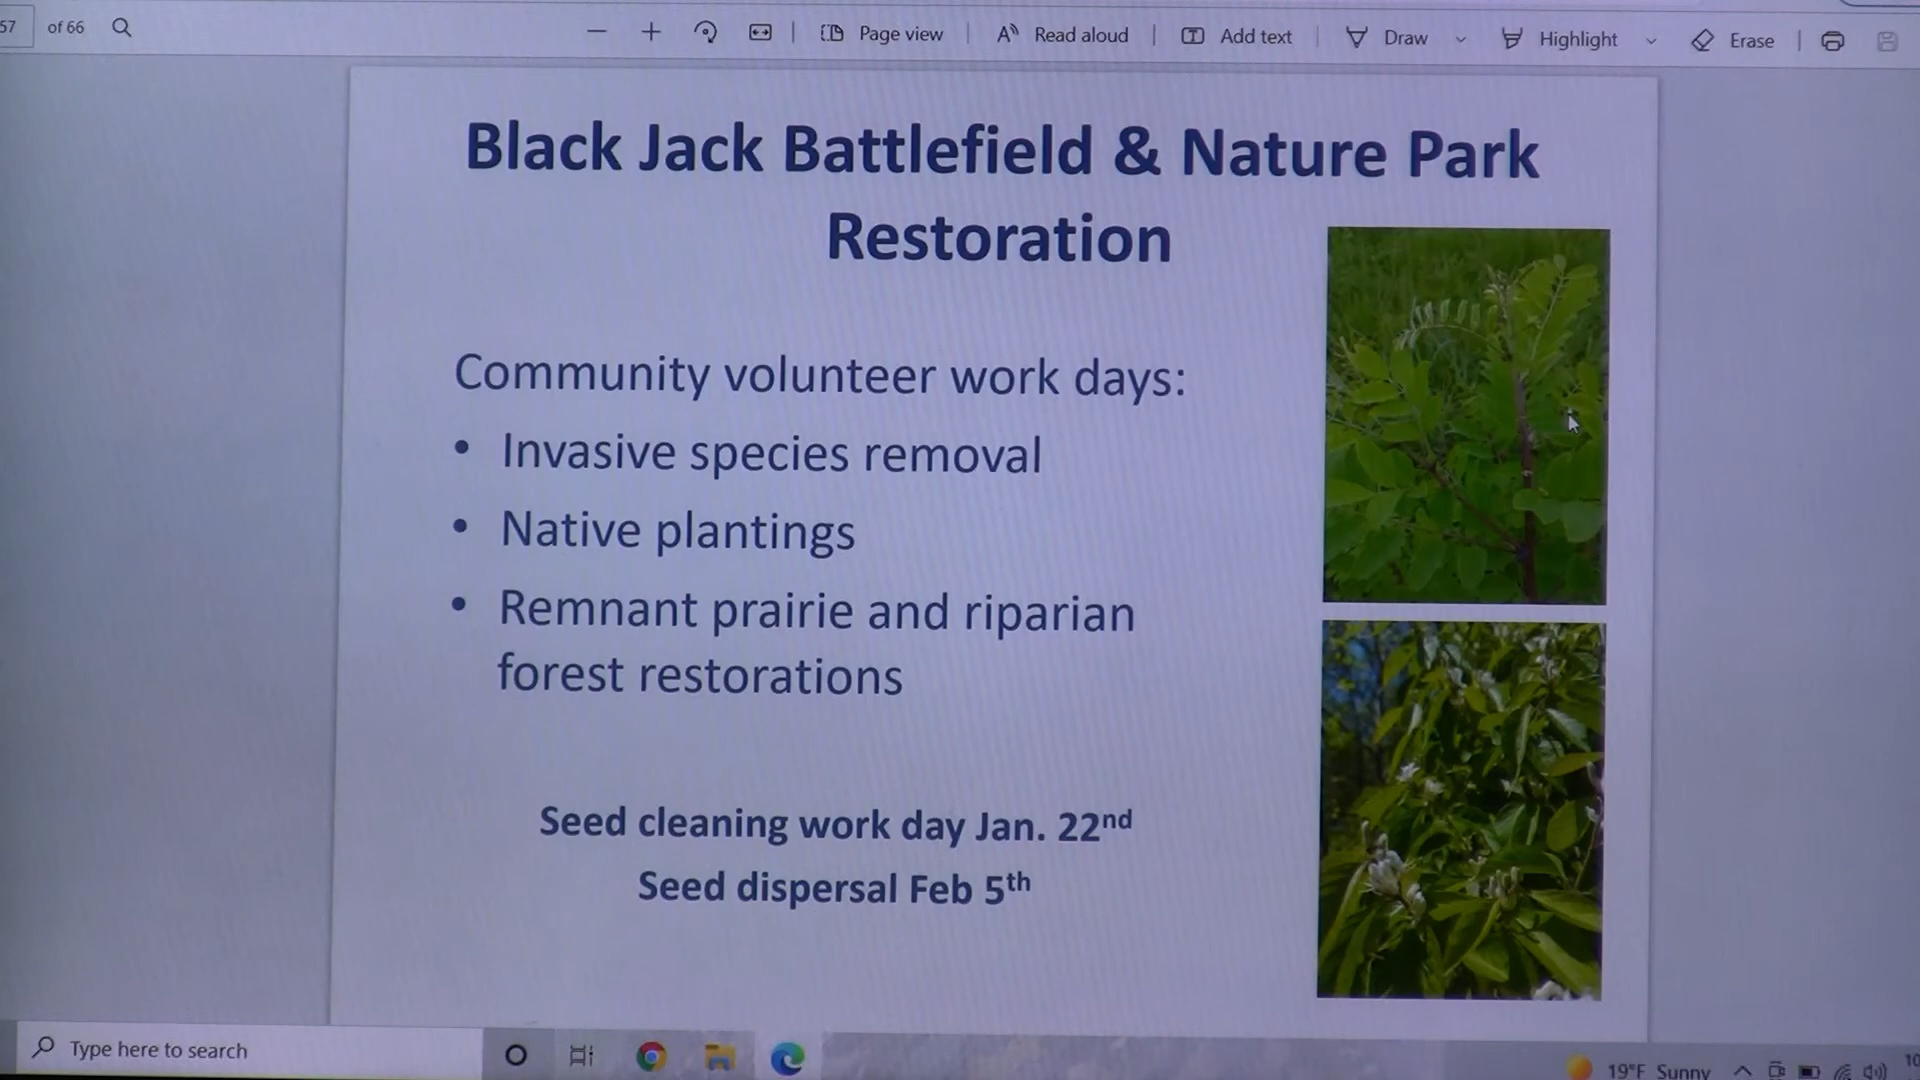 57 of 66
Page view
Read aloud
Add text
Draw
Highlight
Erase
Black Jack Battlefield & Nature Park
Restoration
Community volunteer work days:
• Invasive species removal
• Native plantings
• Remnant prairie and riparian
forest restorations
Seed cleaning work day Jan. 22nd
Seed dispersal Feb 5th
Type here to search
19°F Sunny
10